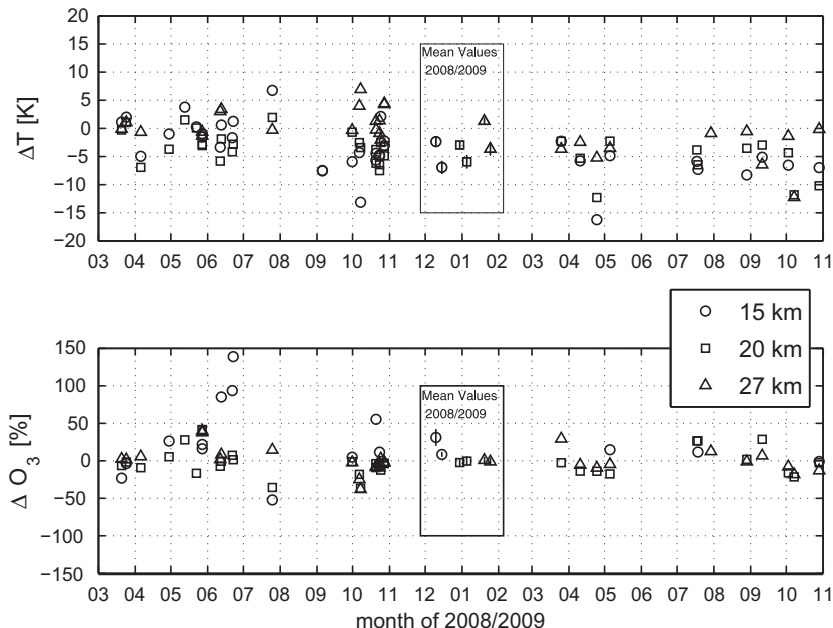 20
15
10
5
0
−5
−10
−15
−20
ΔT [K]
Mean Values
2008/2009
03 04 05 06 07 08 09 10 11 12 01 02 03 04 05 06 07 08 09 10 11
15 km
20 km
27 km
150
100
50
0
−50
−100
−150
Δ O3 [%]
Mean Values
2008/2009
03 04 05 06 07 08 09 10 11 12 01 02 03 04 05 06 07 08 09 10 11
month of 2008/2009